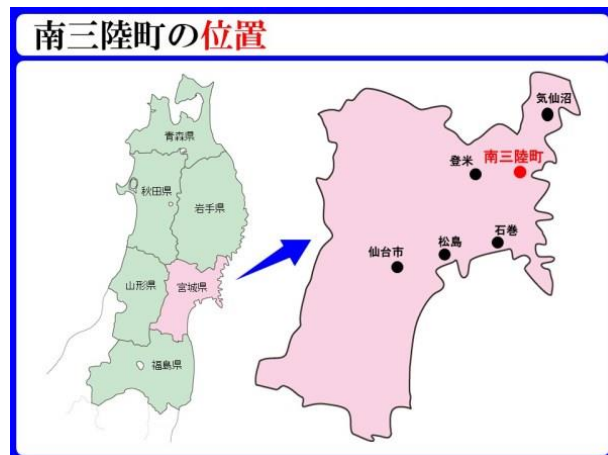 南三陸町の位置
青森県
秋田県
岩手県
山形県
宮城県
福島県
気仙沼
登米
南三陸町
石巻
松島
仙台市